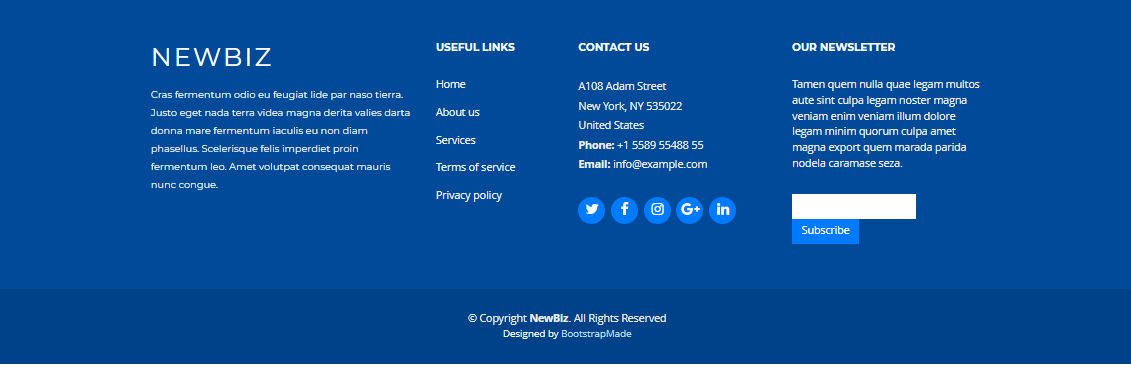 NEWBIZ
Cras fermentum odio eu feugiat lide par naso tierra.
Justo eget nada terra videa magna derita valies darta
donna mare fermentum iaculis eu non diam
phasellus. Scelerisque felis imperdiet proin
fermentum leo. Amet volutpat consequat mauris
nunc congue.
USEFUL LINKS
Home
About us
Services
Terms of service
Privacy policy
CONTACT US
A108 Adam Street
New York, NY 535022
United States
Phone: +1 5589 55488 55
Email: info@example.com
OUR NEWSLETTER
Tamen quem nulla quae legam multos
aute sint culpa legam noster magna
veniam enim veniam illum dolore
legam minim quorum culpa amet
magna export quem marada parida
nodela caramase seza.
Subscribe
© Copyright NewBiz. All Rights Reserved
Designed by BootstrapMade